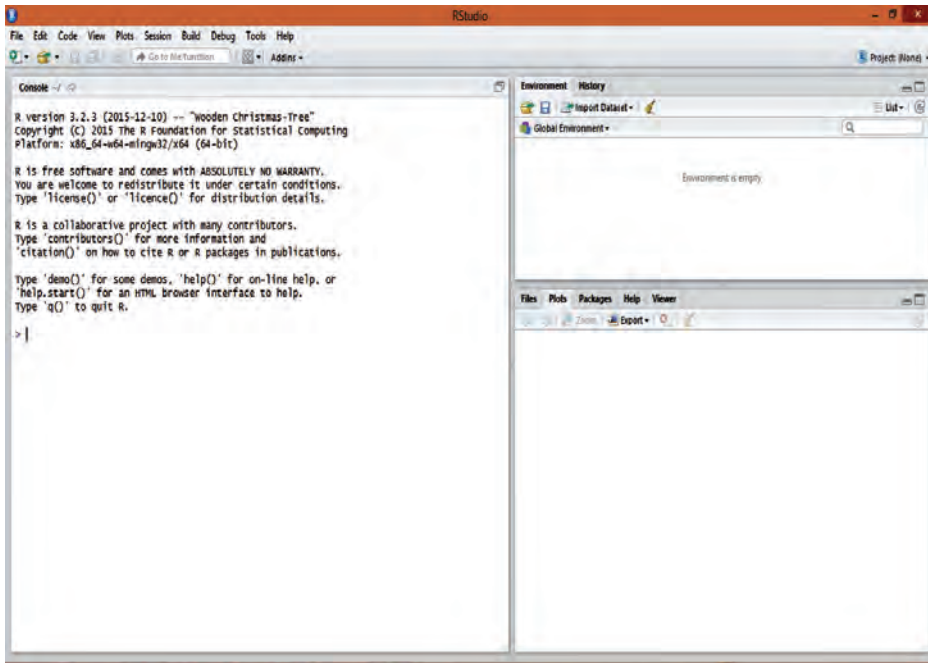 RStudio
File Edit Code View Plots Session Build Debug Tools Help
Go to file/function Addins
Project: (None)
Console ~/
R version 3.2.3 (2015-12-10) -- "Wooden Christmas-Tree"
Copyright (C) 2015 The R Foundation for Statistical Computing
Platform: x86_64-w64-mingw32/x64 (64-bit)
R is free software and comes with ABSOLUTELY NO WARRANTY.
You are welcome to redistribute it under certain conditions.
Type 'license()' or 'licence()' for distribution details.
R is a collaborative project with many contributors.
Type 'contributors()' for more information and
'citation()' on how to cite R or R packages in publications.
Type 'demo()' for some demos, 'help()' for on-line help, or
'help.start()' for an HTML browser interface to help.
Type 'q()' to quit R.
>
Environment History
Import Dataset
List
Global Environment
Environment is empty
Files Plots Packages Help Viewer
Zoom Export